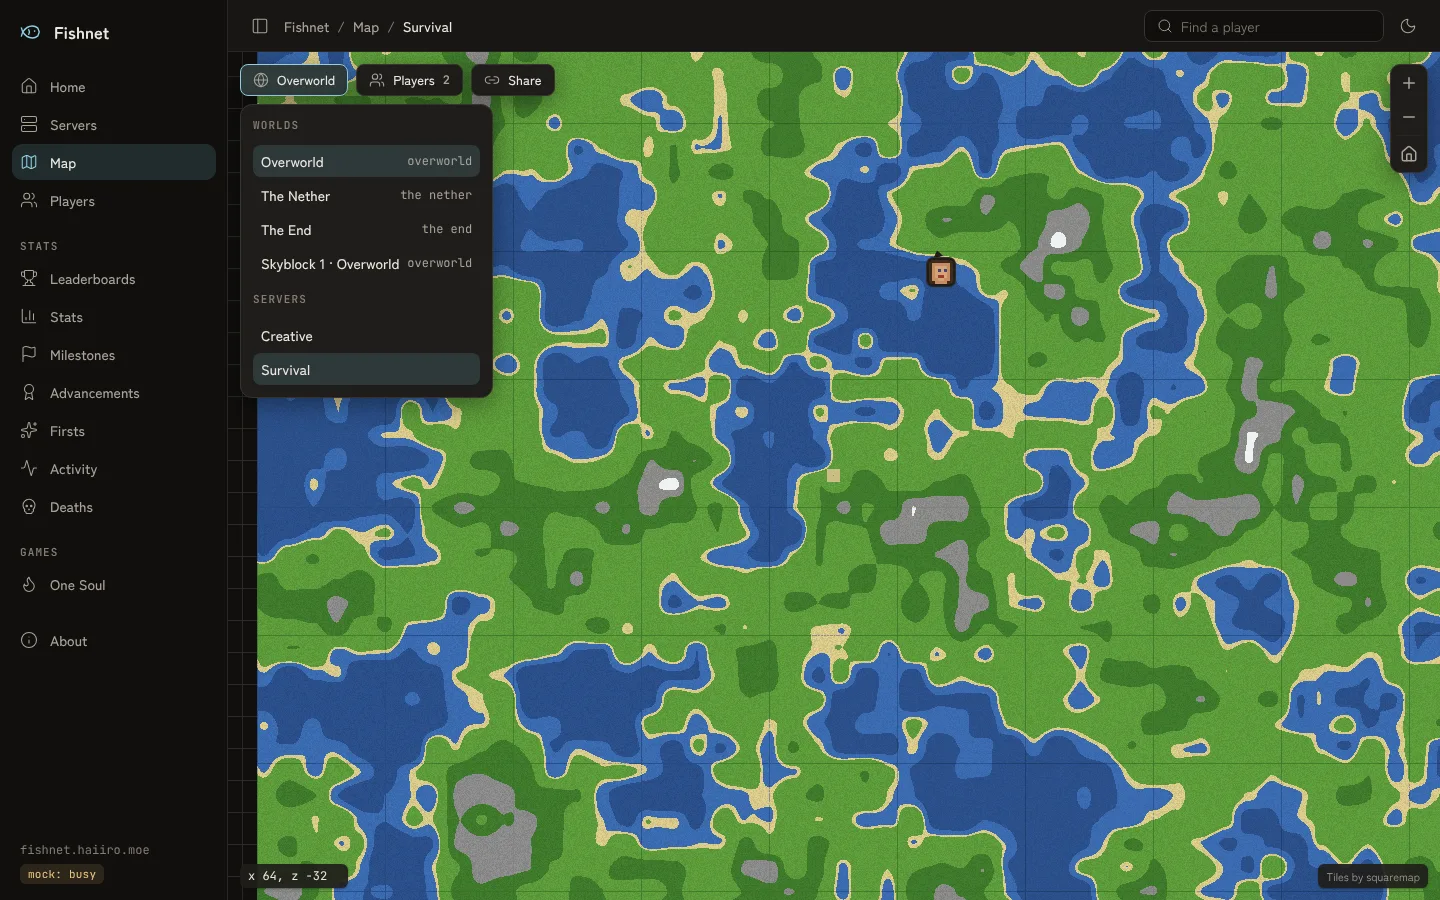 Fishnet
Fishnet / Map / Survival
Find a player
Home
Servers
Map
Players
STATS
Leaderboards
Stats
Milestones
Advancements
Firsts
Activity
Deaths
GAMES
One Soul
About
fishnet.haiiro.moe
mock: busy
Overworld
Players 2
Share
WORLDS
Overworld overworld
The Nether the nether
The End the end
Skyblock 1 · Overworld overworld
SERVERS
Creative
Survival
x 64, z -32
Tiles by squaremap